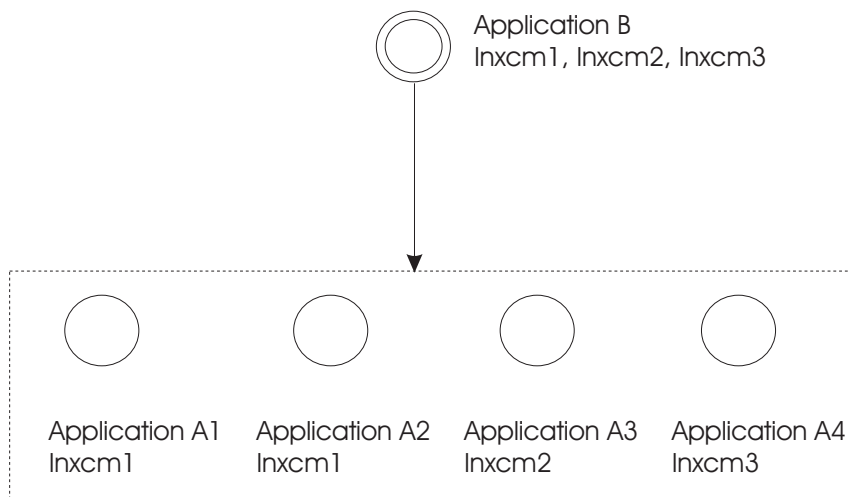 Application B
lnxcm1, lnxcm2, lnxcm3
Application A1
lnxcm1
Application A2
lnxcm1
Application A3
lnxcm2
Application A4
lnxcm3